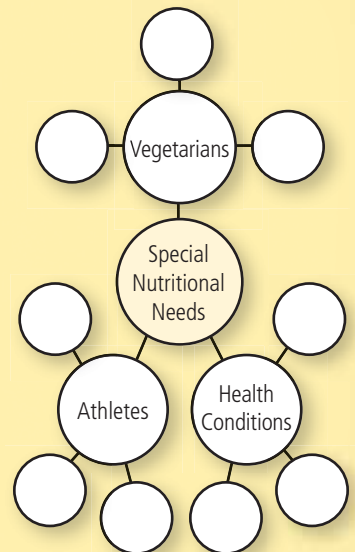 Vegetarians
Special
Nutritional
Needs
Athletes
Health
Conditions